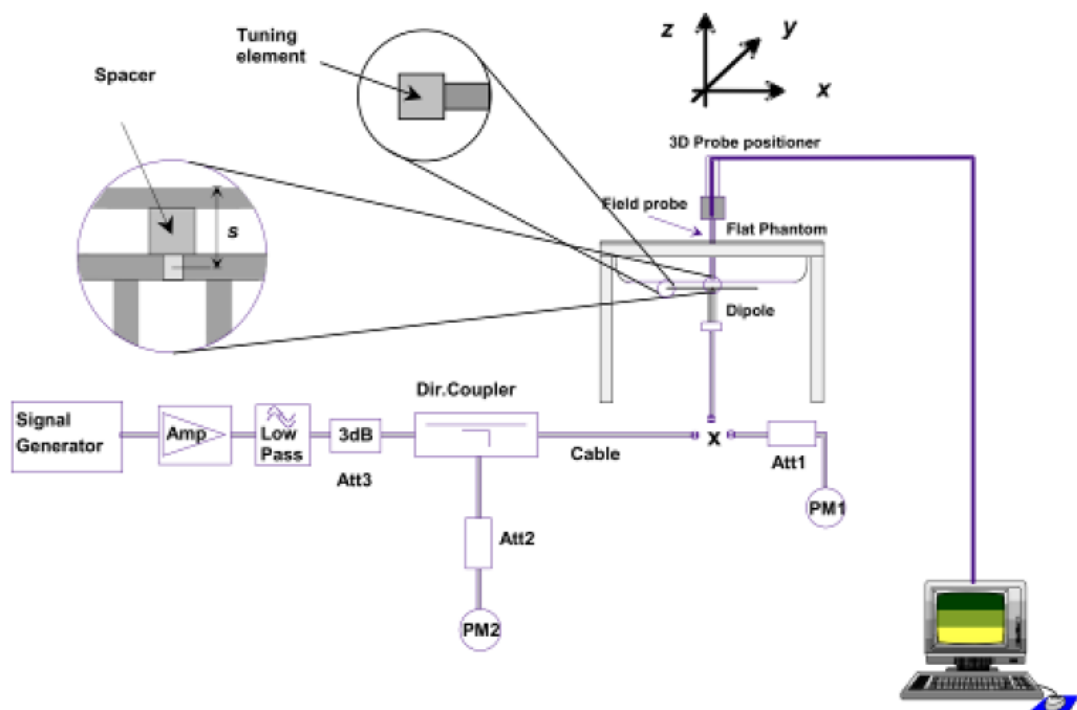 Tuning
element
Spacer
z
y
x
3D Probe positioner
Field probe
Flat Phantom
s
Dipole
Dir.Coupler
Signal
Generator
Amp
Low
Pass
3dB
Att3
Cable
x
Att1
PM1
Att2
PM2